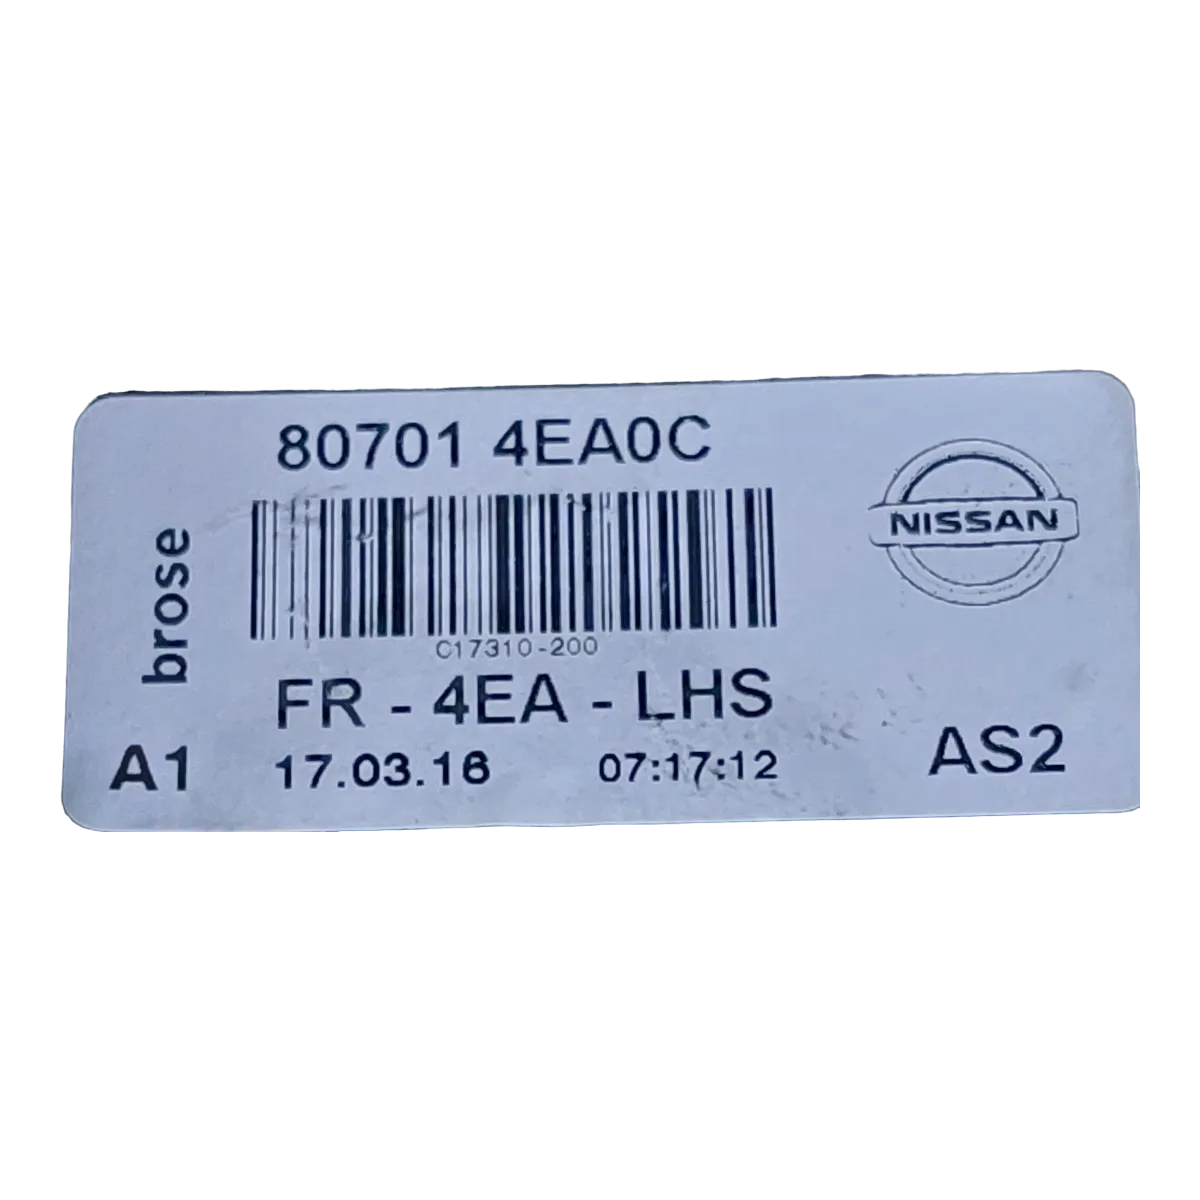 80701 4EA0C
NISSAN
brose
C17310-200
FR - 4EA - LHS
A1
17.03.16 07:17:12
AS2